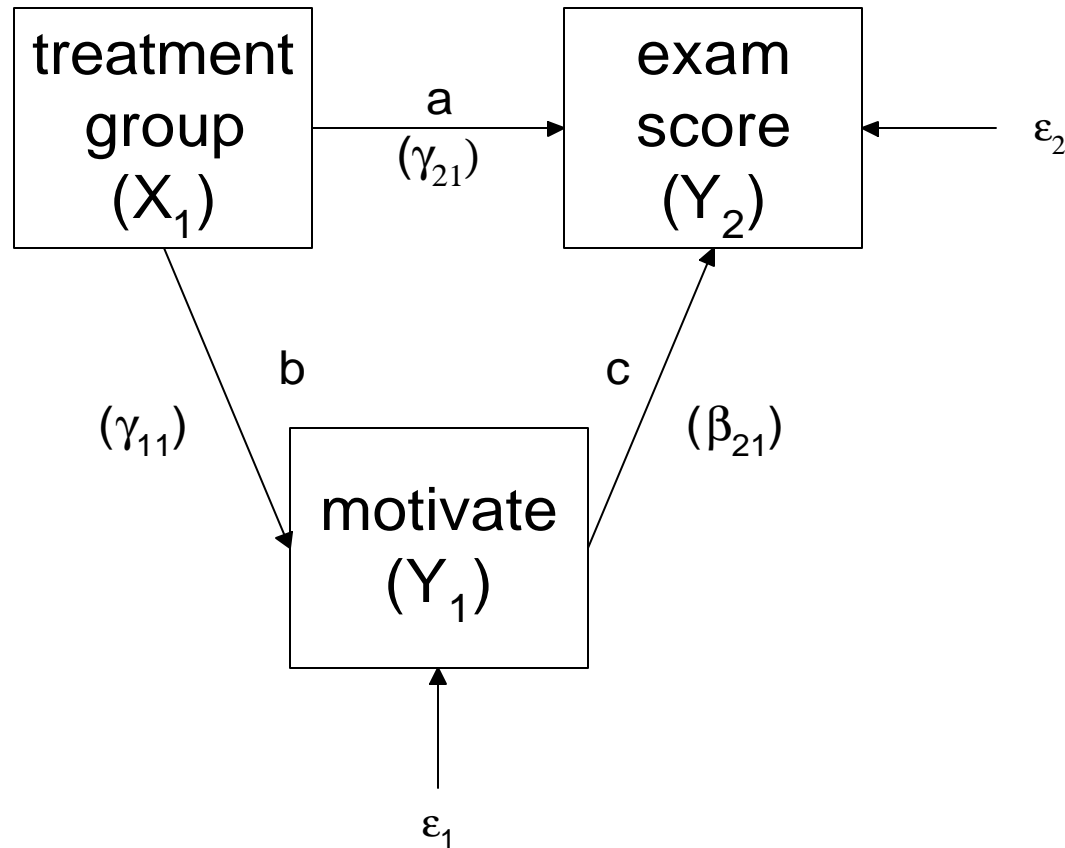 treatment
group
(X₁)
a
(γ₂₁)
exam
score
(Y₂)
ε₂
b
(γ₁₁)
c
(β₂₁)
motivate
(Y₁)
ε₁